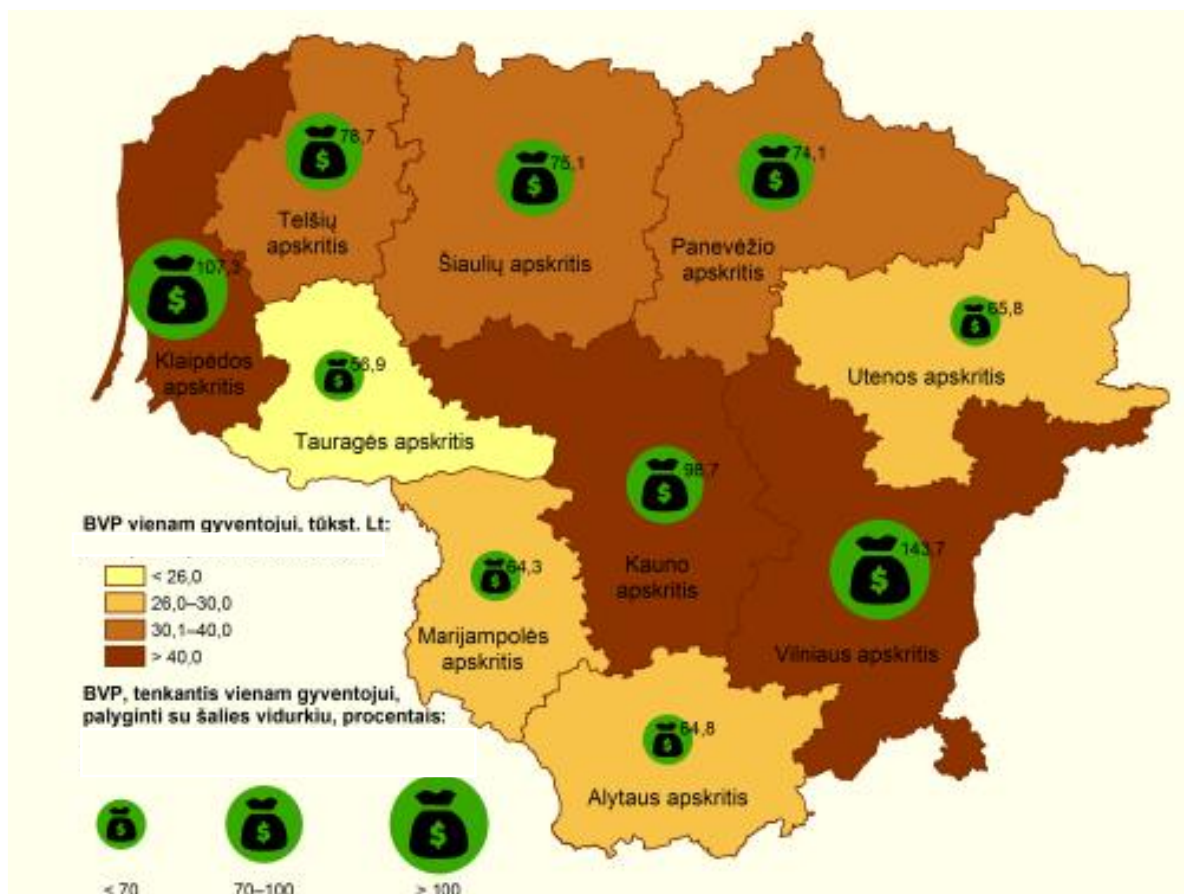 78,7
75,1
74,1
Telšių
apskritis
Šiaulių apskritis
Panevėžio
apskritis
107,3
65,8
Klaipėdos
apskritis
56,9
Utenos apskritis
Tauragės apskritis
98,7
143,7
BVP vienam gyventojui, tūkst. Lt:
< 26,0
26,0–30,0
30,1–40,0
> 40,0
64,3
Kauno
apskritis
Marijampolės
apskritis
Vilniaus apskritis
BVP, tenkantis vienam gyventojui,
palyginti su šalies vidurkiu, procentais:
64,8
Alytaus apskritis
< 70
70–100
> 100